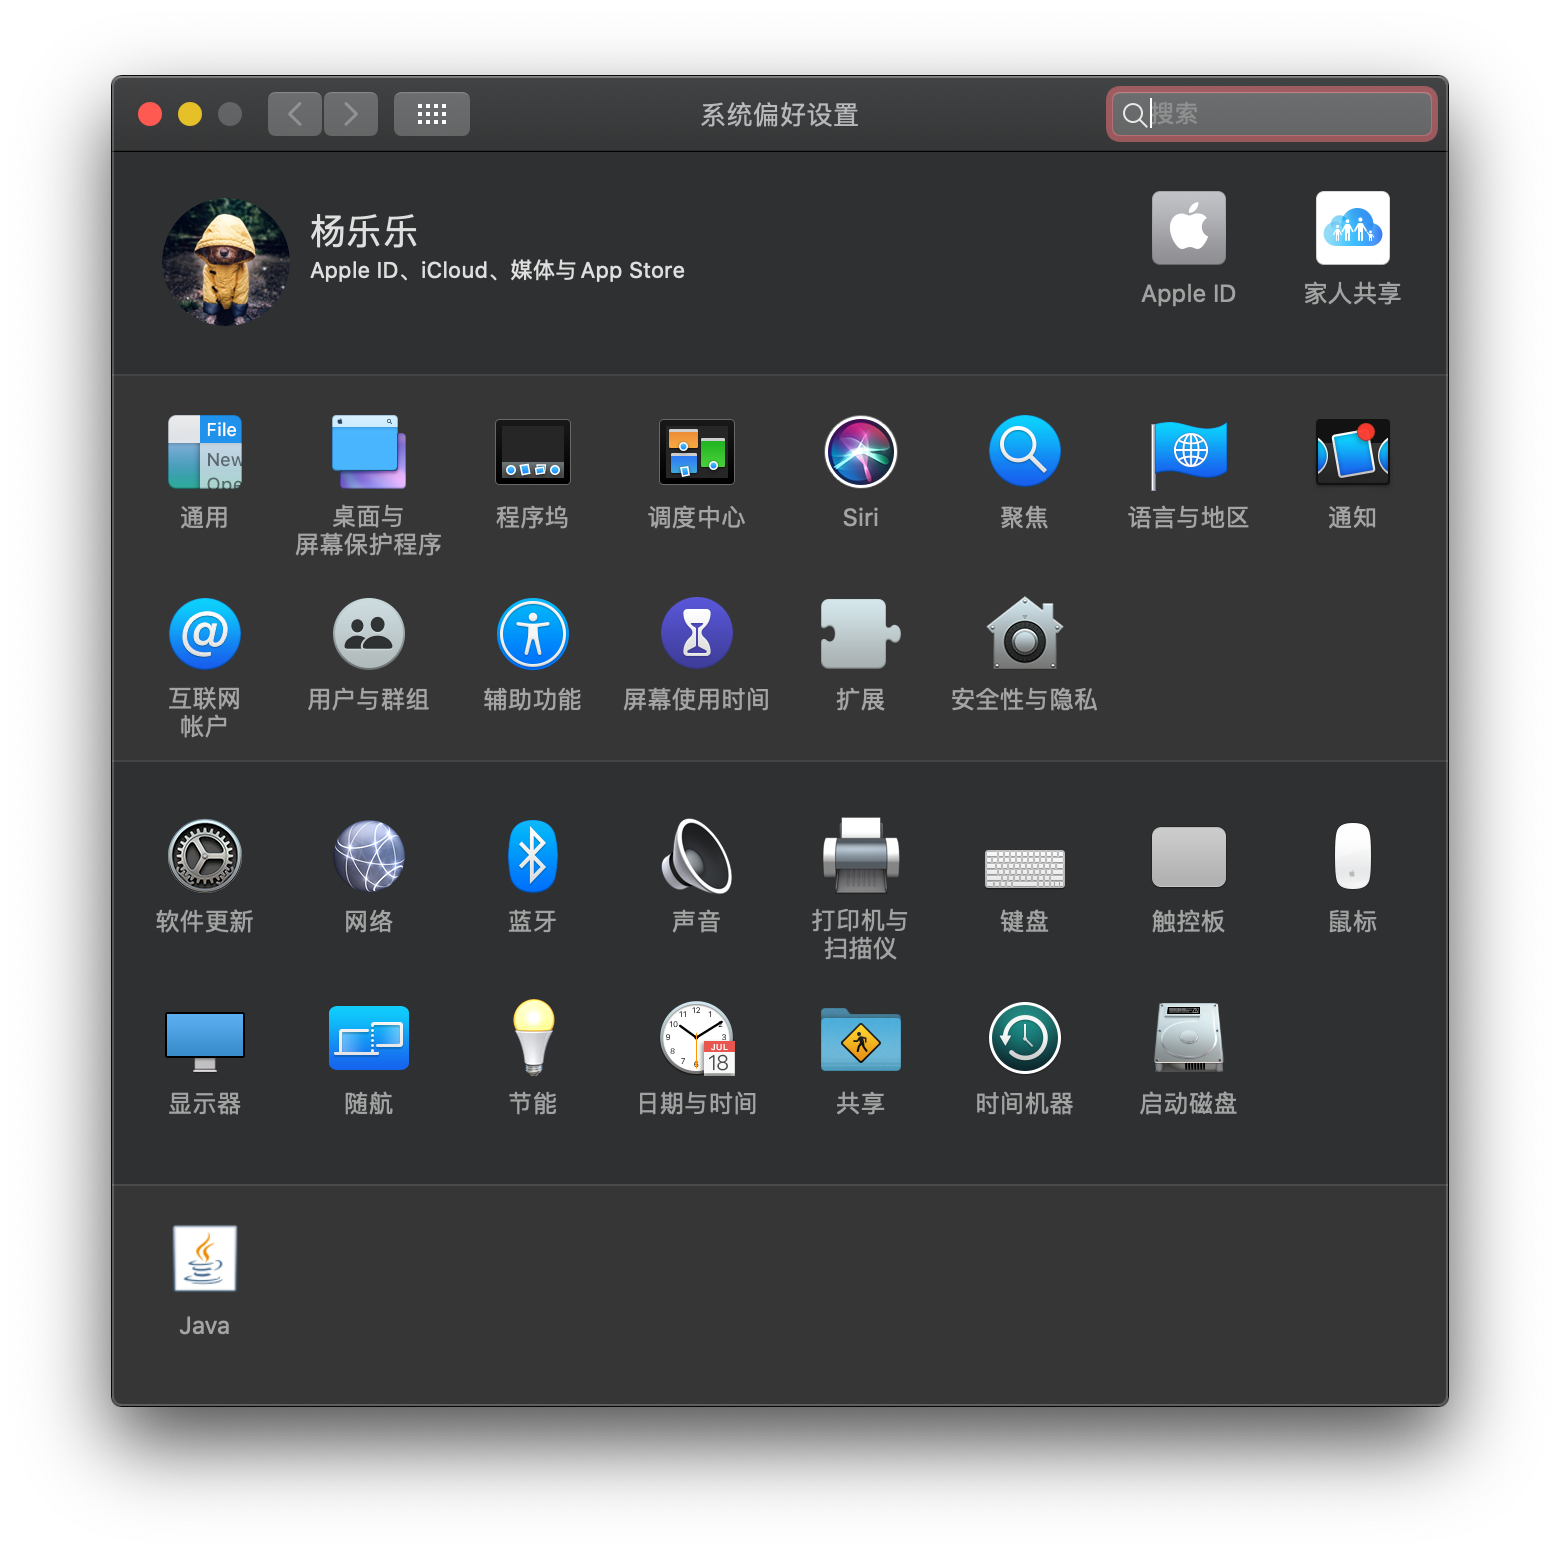 系统偏好设置
搜索
杨乐乐
Apple ID、iCloud、媒体与 App Store
Apple ID
家人共享
File
New
Ope
通用
桌面与
屏幕保护程序
程序坞
调度中心
Siri
聚焦
语言与地区
通知
互联网
帐户
用户与群组
辅助功能
屏幕使用时间
扩展
安全性与隐私
软件更新
网络
蓝牙
声音
打印机与
扫描仪
键盘
触控板
鼠标
显示器
随航
节能
JUL
18
日期与时间
共享
时间机器
启动磁盘
Java